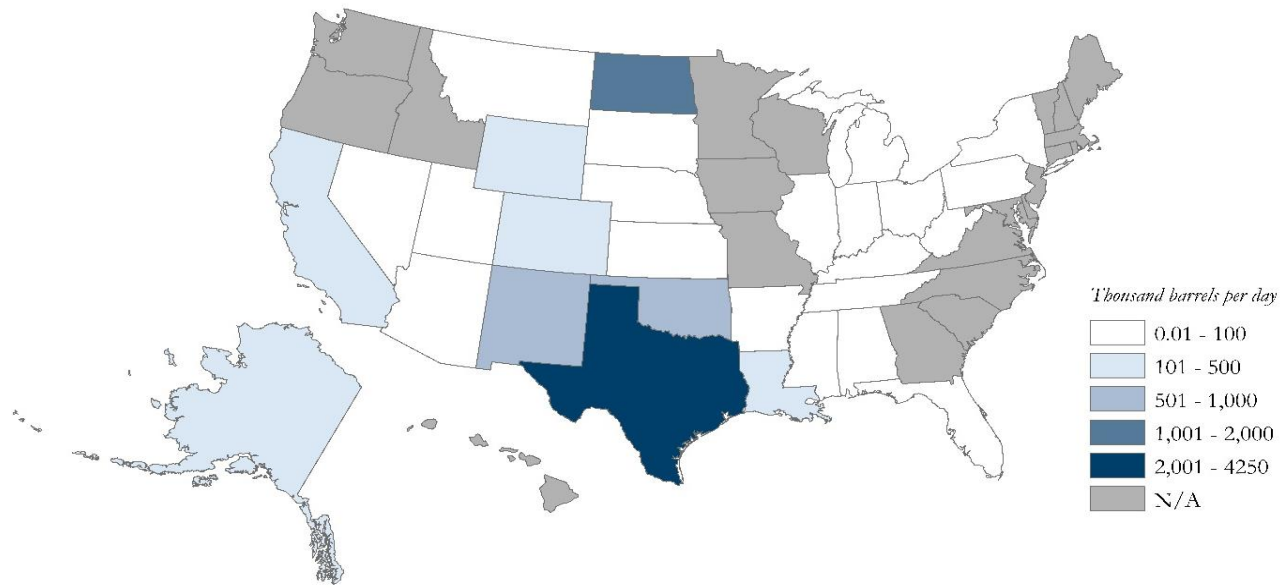 Thousand barrels per day
0.01 - 100
101 - 500
501 - 1,000
1,001 - 2,000
2,001 - 4250
N/A